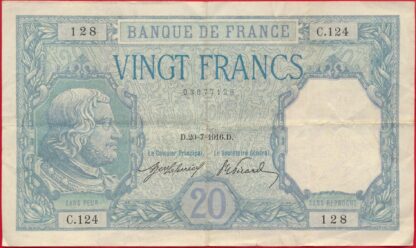 128 BANQUE DE FRANCE C.124
VINGT FRANCS
03077128
D.20-7-1916.D.
Le Caissier Principal, Le Secrétaire Général,
20
SANS PEUR SANS REPROCHE
C.124 128